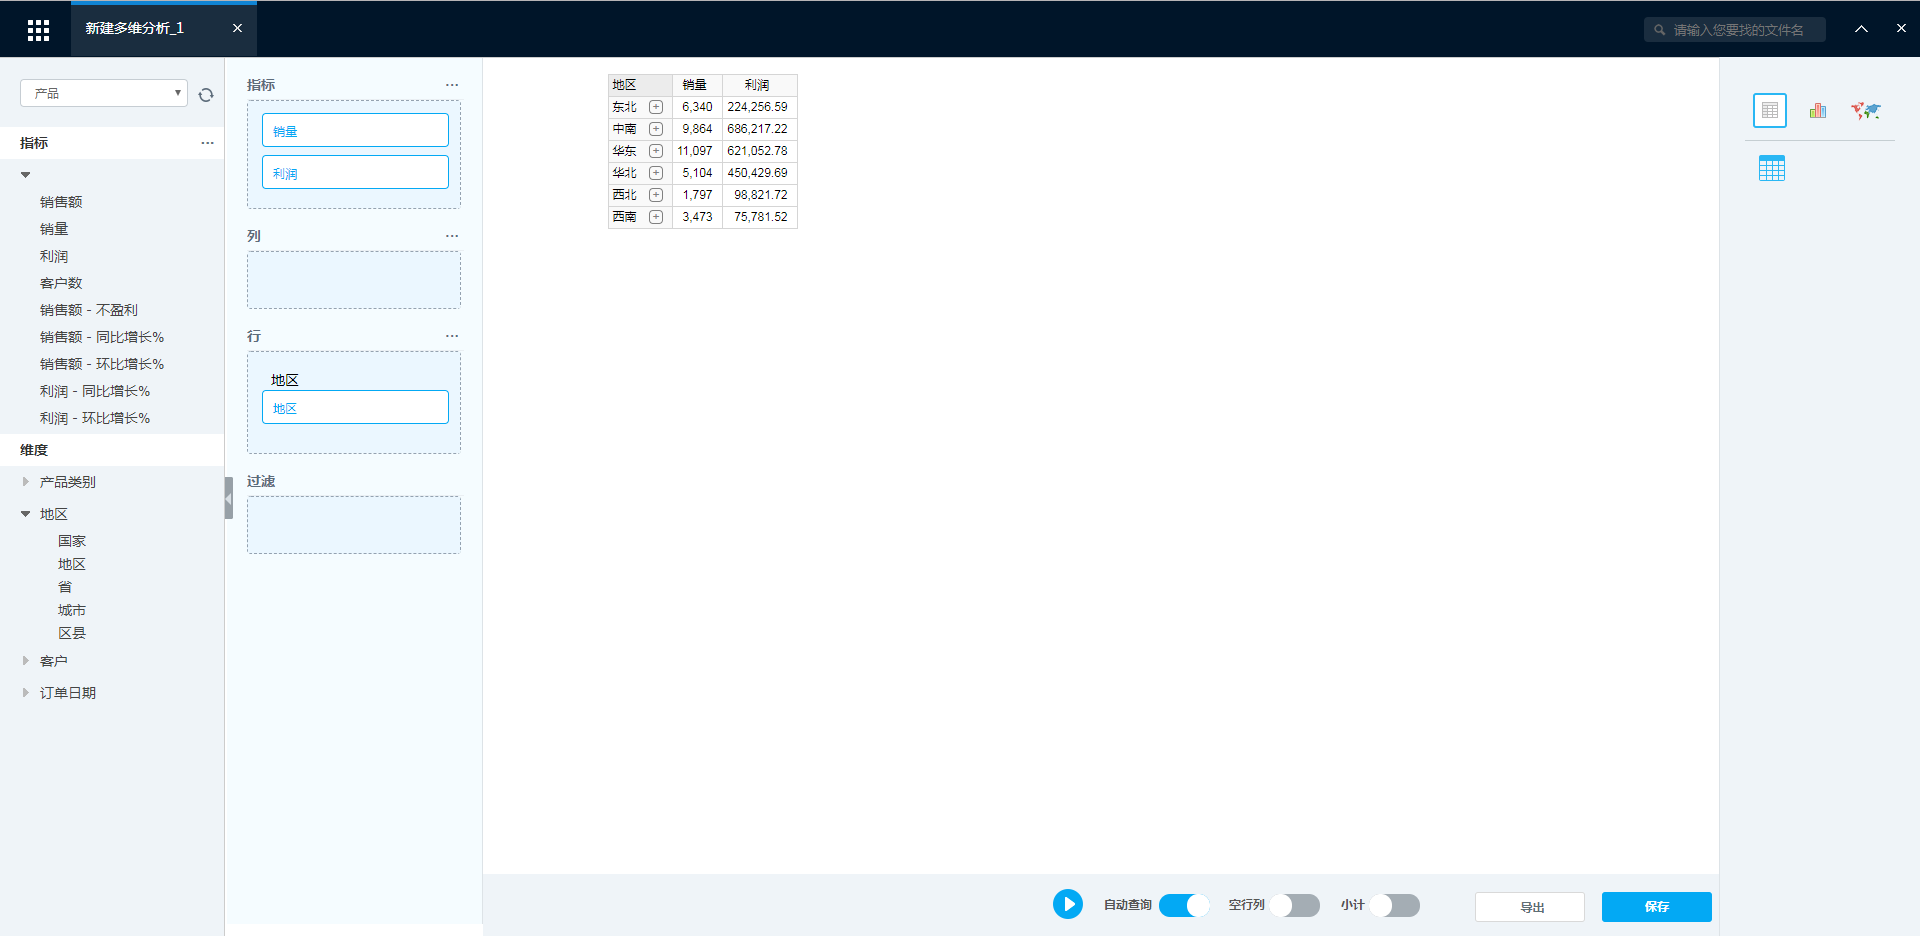 新建多维分析_1
请输入您要找的文件名
产品
指标
销售额
销量
利润
客户数
销售额 - 不盈利
销售额 - 同比增长%
销售额 - 环比增长%
利润 - 同比增长%
利润 - 环比增长%
维度
产品类别
地区
国家
地区
省
城市
区县
客户
订单日期
指标
销量
利润
列
行
地区
地区
过滤
地区 销量 利润
东北 6,340 224,256.59
中南 9,864 686,217.22
华东 11,097 621,052.78
华北 5,104 450,429.69
西北 1,797 98,821.72
西南 3,473 75,781.52
自动查询 空行列 小计 导出 保存